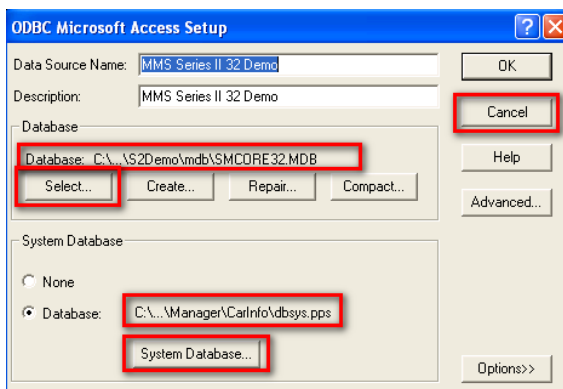 ODBC Microsoft Access Setup
Data Source Name: MMS Series II 32 Demo
OK
Description: MMS Series II 32 Demo
Cancel
Database
Database: C:\...\S2Demo\mdb\SMCORE32.MDB
Help
Select... Create... Repair... Compact...
Advanced...
System Database
None
Database: C:\...\Manager\CarInfo\dbsys.pps
System Database...
Options>>